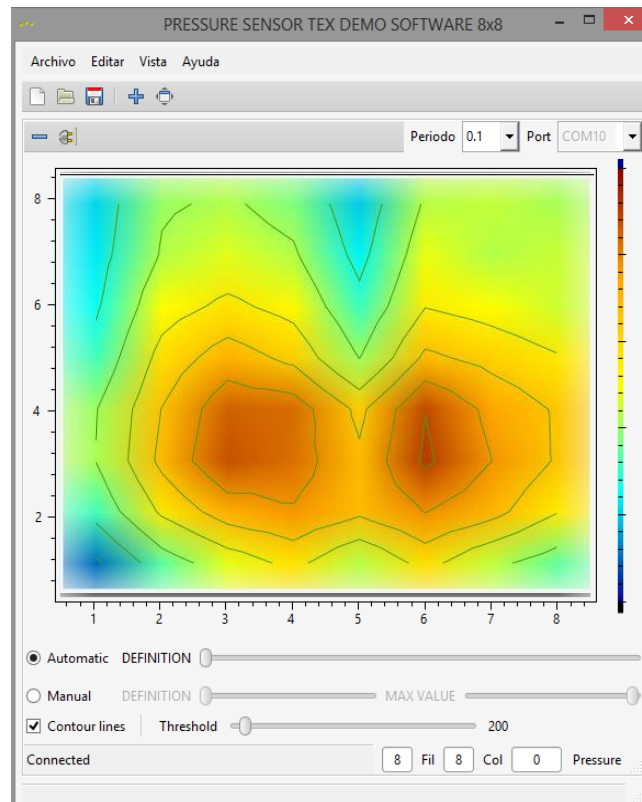 PRESSURE SENSOR TEX DEMO SOFTWARE 8x8
Archivo Editar Vista Ayuda
Periodo 0.1 Port COM10
8
6
4
2
1 2 3 4 5 6 7 8
Automatic DEFINITION
Manual DEFINITION MAX VALUE
Contour lines Threshold 200
Connected 8 Fil 8 Col 0 Pressure